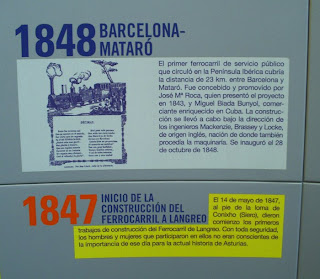 1848 BARCELONA-
MATARÓ
El primer ferrocarril de servicio público
que circuló en la Península Ibérica cubría
la distancia de 23 km. entre Barcelona y
Mataró. Fue concebido y promovido por
José Mª Roca, quien presentó el proyecto
en 1843, y Miguel Biada Bunyol, comer-
ciante enriquecido en Cuba. La construc-
ción se llevó a cabo bajo la dirección de
los ingenieros Mackenzie, Brassey y Locke,
de origen inglés, nación de donde también
procedía la maquinaria. Se inauguró al 28
de octubre de 1848.
1847 INICIO DE LA
CONSTRUCCIÓN DEL
FERROCARRIL A LANGREO
El 14 de mayo de 1847,
al pie de la loma de
Conixho (Siero), dieron
comienzo los primeros
trabajos de construcción del Ferrocarril de Langreo. Con toda seguridad,
los hombres y mujeres que participaron en ellos no eran conscientes de
la importancia de ese día para la actual historia de Asturias.